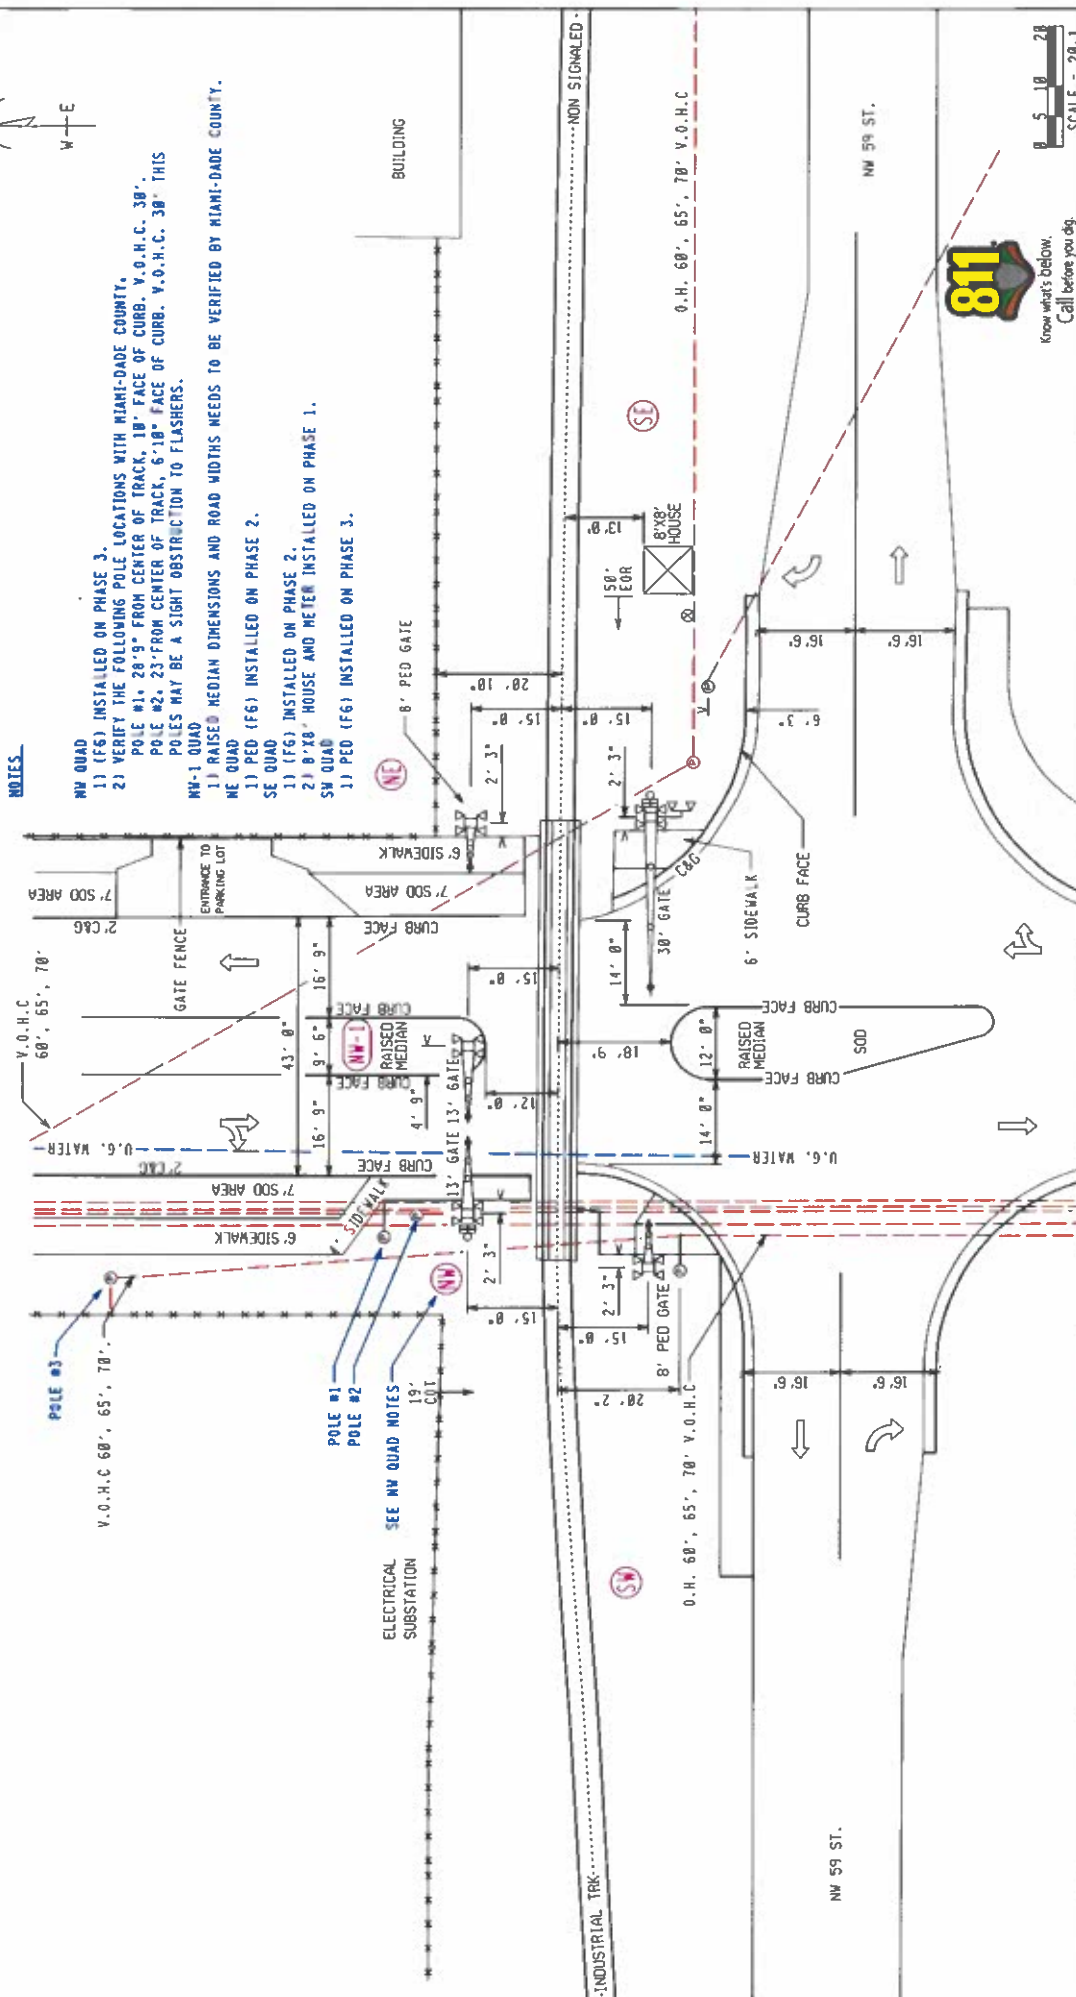 NOTES
NW QUAD
1) (F6) INSTALLED ON PHASE 3.
2) VERIFY THE FOLLOWING POLE LOCATIONS WITH MIAMI-DADE COUNTY.
POLE #1. 28'9" FROM CENTER OF TRACK, 10' FACE OF CURB. V.O.H.C. 30'.
POLE #2. 23'FROM CENTER OF TRACK, 6'10" FACE OF CURB. V.O.H.C. 30' THIS
POLES MAY BE A SIGHT OBSTRUCTION TO FLASHERS.
NW-1 QUAD
1) RAISED MEDIAN DIMENSIONS AND ROAD WIDTHS NEEDS TO BE VERIFIED BY MIAMI-DADE COUNTY.
NE QUAD
1) PED (F6) INSTALLED ON PHASE 2.
SE QUAD
1) (F6) INSTALLED ON PHASE 2.
2) 8'X8' HOUSE AND METER INSTALLED ON PHASE 1.
SW QUAD
1) PED (F6) INSTALLED ON PHASE 3.
W E
BUILDING
V.O.H.C
60', 65', 70'
POLE #3
V.O.H.C 60', 65', 70'.
7' SOD AREA
2' C&G
GATE FENCE
ENTRANCE TO
PARKING LOT
6' SIDEWALK
7' SOD AREA
CURB FACE
43' 0"
16' 9"
9' 6"
16' 9"
CURB FACE
NW-1
RAISED
MEDIAN
CURB FACE
4' 9"
U.G. WATER
2' C&G
CURB FACE
7' SOD AREA
6' SIDEWALK
SIDEWALK
13' GATE
13' GATE
12' 0"
15' 0"
NE
8' PED GATE
2' 3"
15' 0"
20' 10"
NW
2' 3"
15' 0"
POLE #1
POLE #2
SEE NW QUAD NOTES
19'
COT
ELECTRICAL
SUBSTATION
INDUSTRIAL TRK
NON SIGNALED
SE
13'0"
50'
EOR
8'X8'
HOUSE
O.H. 60', 65', 70' V.O.H.C
15' 0"
2' 3"
30' GATE
C&G
14' 0"
6' SIDEWALK
CURB FACE
6' 3"
16'6"
16'6"
NW 59 ST.
18' 9"
CURB FACE
12' 0"
RAISED
MEDIAN
SOD
CURB FACE
14' 0"
U.G. WATER
2' 3"
15' 0"
8' PED GATE
20' 2"
SW
O.H. 60', 65', 70' V.O.H.C
16'6"
16'6"
NW 59 ST.
811
Know what's below.
Call before you dig.
0 5 10 20
SCALE - 20:1